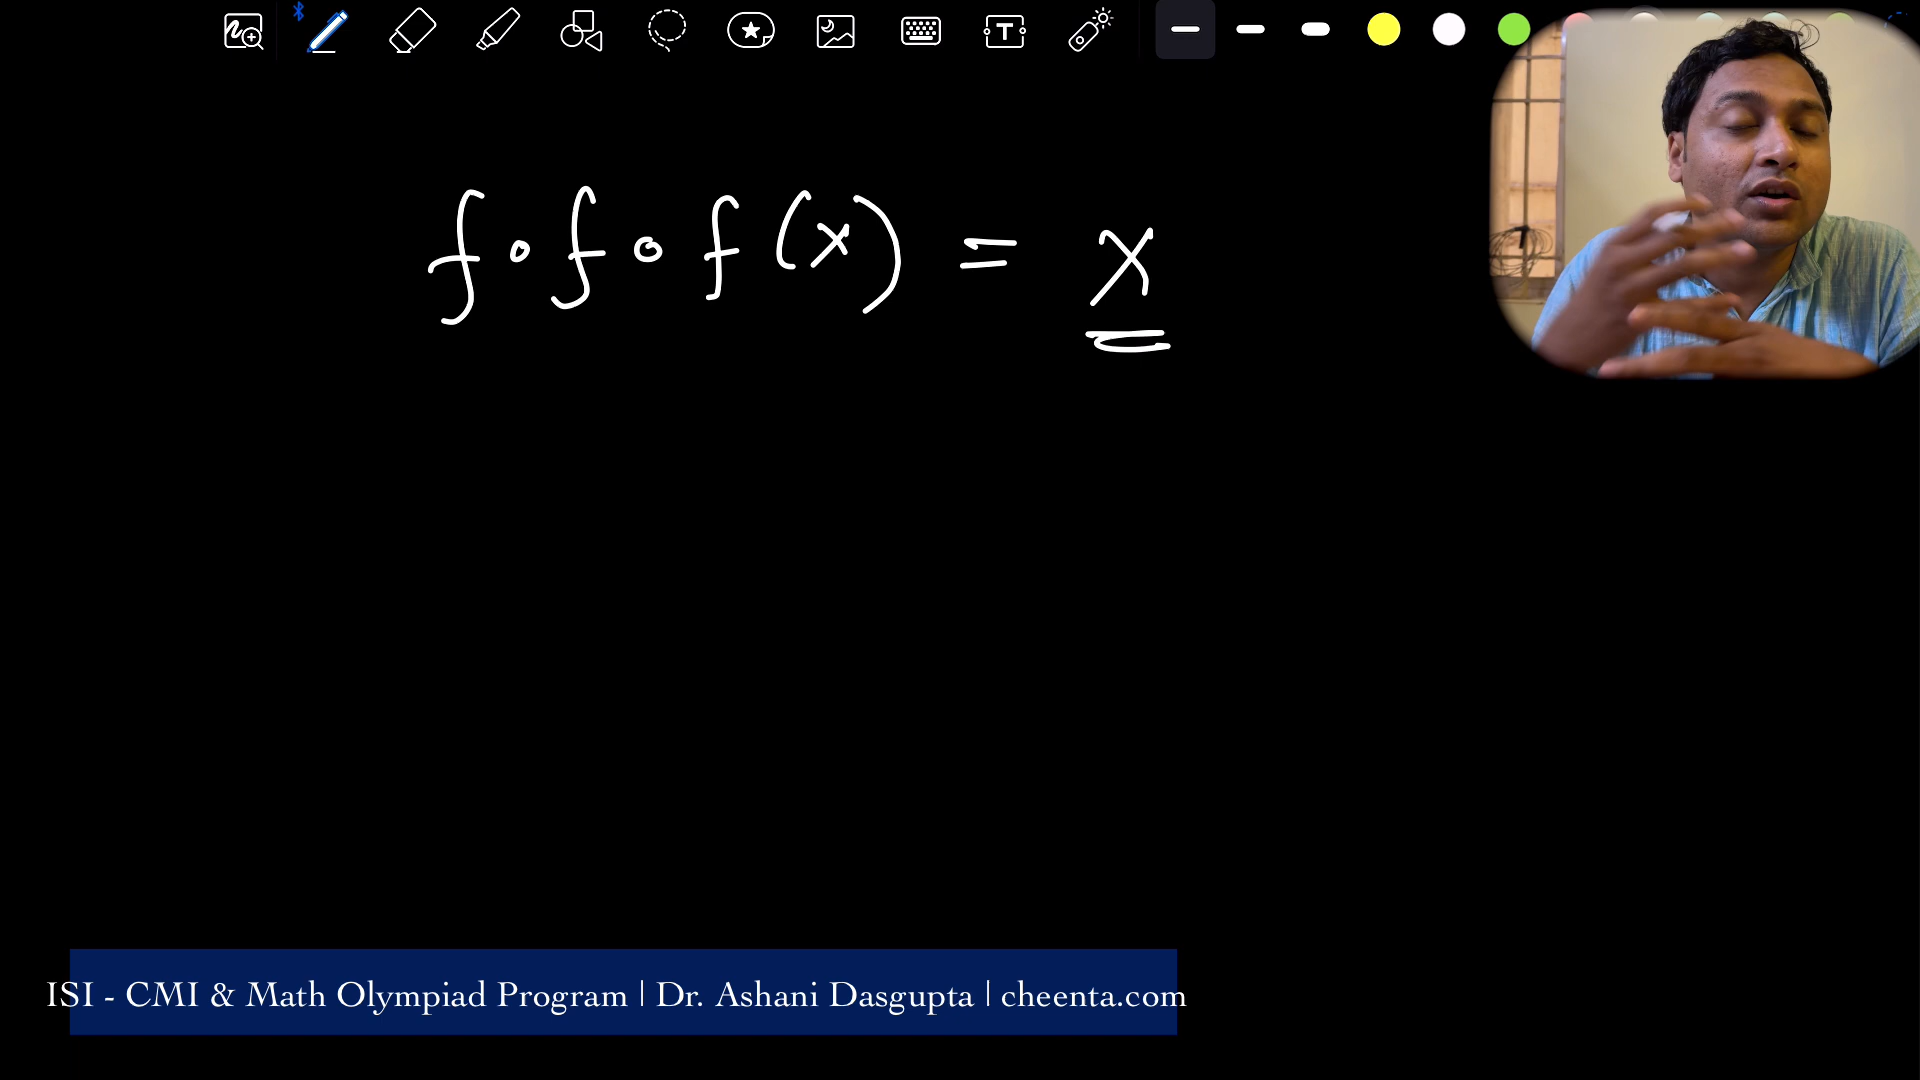 f ∘ f ∘ f (x) = x
ISI - CMI & Math Olympiad Program | Dr. Ashani Dasgupta | cheenta.com